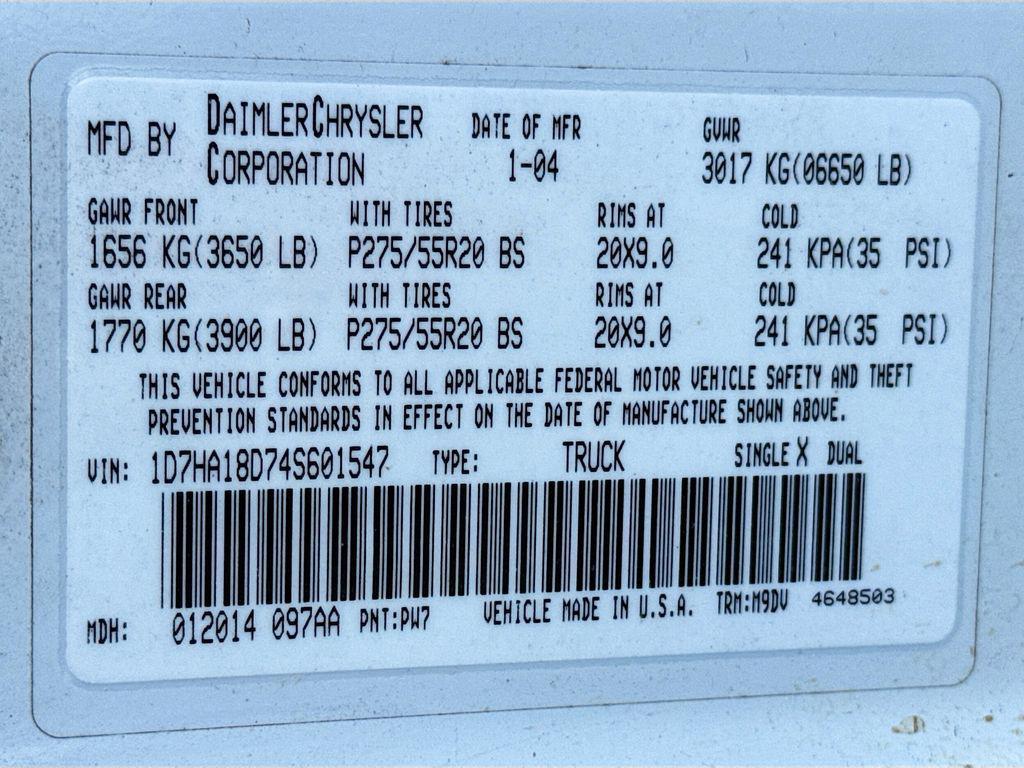 MFD BY DAIMLERCHRYSLER CORPORATION DATE OF MFR 1-04 GVWR 3017 KG(06650 LB)
GAWR FRONT WITH TIRES RIMS AT COLD
1656 KG(3650 LB) P275/55R20 BS 20X9.0 241 KPA(35 PSI)
GAWR REAR WITH TIRES RIMS AT COLD
1770 KG(3900 LB) P275/55R20 BS 20X9.0 241 KPA(35 PSI)
THIS VEHICLE CONFORMS TO ALL APPLICABLE FEDERAL MOTOR VEHICLE SAFETY AND THEFT
PREVENTION STANDARDS IN EFFECT ON THE DATE OF MANUFACTURE SHOWN ABOVE.
VIN: 1D7HA18D74S601547 TYPE: TRUCK SINGLE X DUAL
MDH: 012014 097AA PNT:PW7 VEHICLE MADE IN U.S.A. TRM:M9DV 4648503